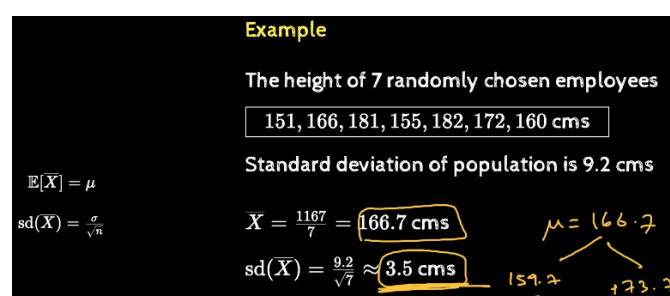 Example
The height of 7 randomly chosen employees
151, 166, 181, 155, 182, 172, 160 cms
Standard deviation of population is 9.2 cms
𝔼[X̅] = μ
sd(X̅) = σ/√n
X̅ = 1167/7 = 166.7 cms
sd(X̅) = 9.2/√7 ≈ 3.5 cms
μ = 166.7
159.7
173.7